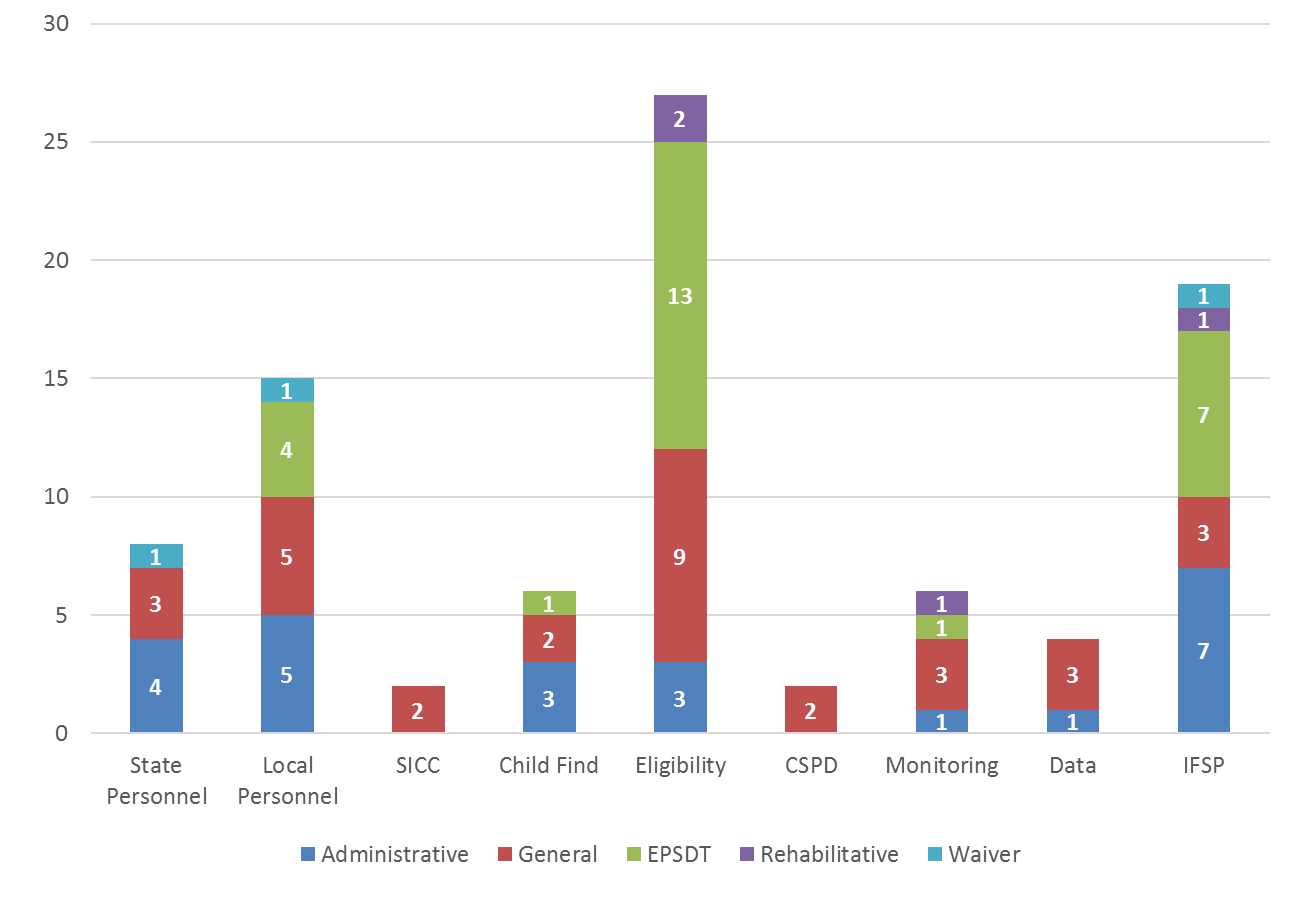 30
25
20
15
10
5
0
4
3
1
5
5
4
1
2
3
2
1
3
9
13
2
2
1
3
1
1
1
3
7
3
7
1
1
State
Personnel
Local
Personnel
SICC
Child Find
Eligibility
CSPD
Monitoring
Data
IFSP
Administrative General EPSDT Rehabilitative Waiver